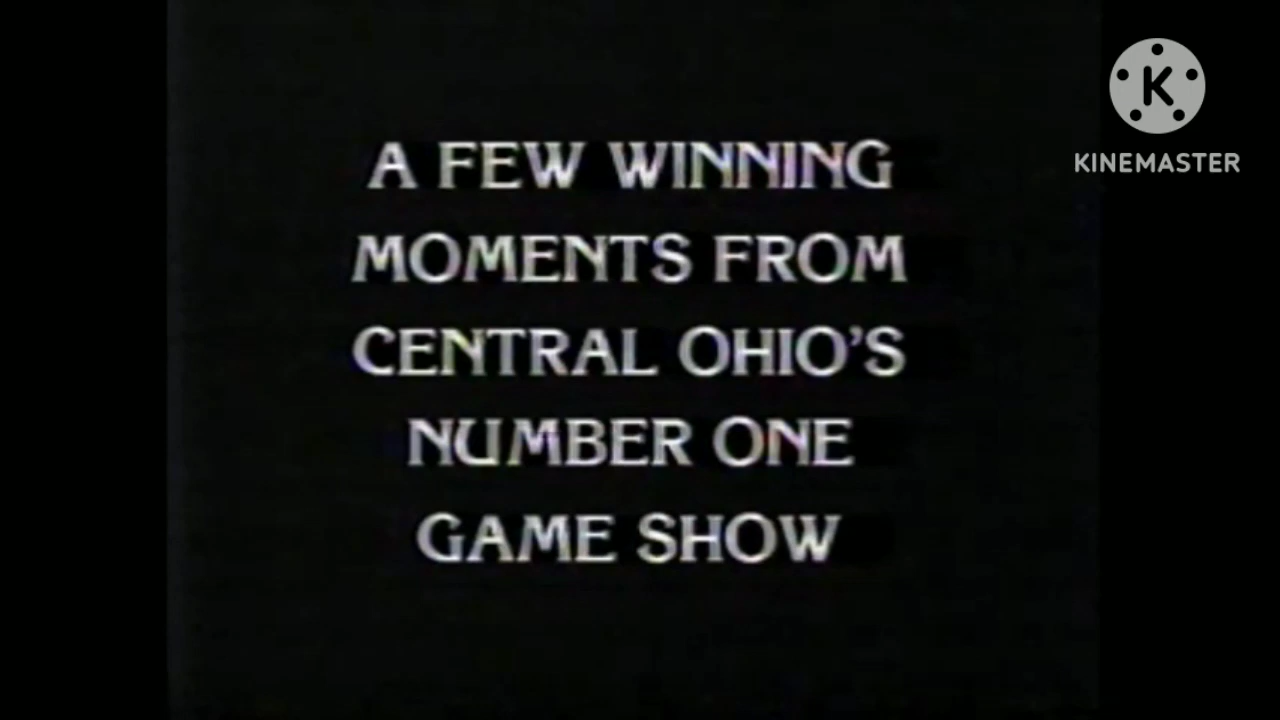 A FEW WINNING
MOMENTS FROM
CENTRAL OHIO'S
NUMBER ONE
GAME SHOW
K
KINEMASTER